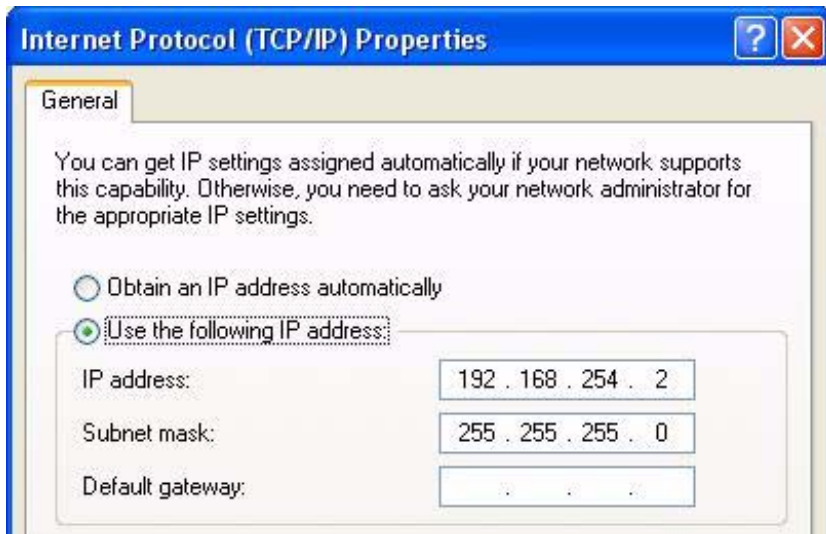 Internet Protocol (TCP/IP) Properties
General
You can get IP settings assigned automatically if your network supports
this capability. Otherwise, you need to ask your network administrator for
the appropriate IP settings.
Obtain an IP address automatically
Use the following IP address:
IP address: 192 . 168 . 254 . 2
Subnet mask: 255 . 255 . 255 . 0
Default gateway: . . .